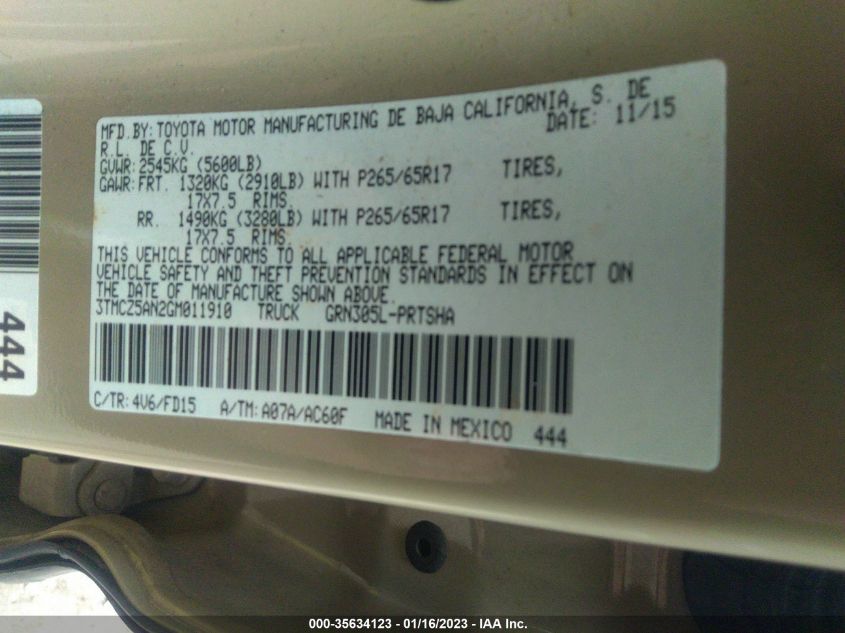 MFD.BY: TOYOTA MOTOR MANUFACTURING DE BAJA CALIFORNIA, S. DE
R.L. DE C.V. DATE: 11/15
GVWR: 2545KG (5600LB)
GAWR: FRT. 1320KG (2910LB) WITH P265/65R17 TIRES,
17X7.5 RIMS.
RR. 1490KG (3280LB) WITH P265/65R17 TIRES,
17X7.5 RIMS.
THIS VEHICLE CONFORMS TO ALL APPLICABLE FEDERAL MOTOR
VEHICLE SAFETY AND THEFT PREVENTION STANDARDS IN EFFECT ON
THE DATE OF MANUFACTURE SHOWN ABOVE.
3TMCZ5AN2GM011910 TRUCK GRN305L-PRTSHA
C/TR: 4V6/FD15 A/TM: A07A/AC60F MADE IN MEXICO 444
444
000-35634123 - 01/16/2023 - IAA Inc.